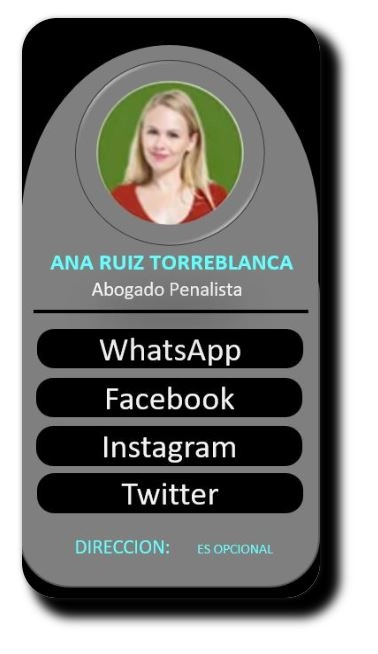 ANA RUIZ TORREBLANCA
Abogado Penalista
WhatsApp
Facebook
Instagram
Twitter
DIRECCION: ES OPCIONAL